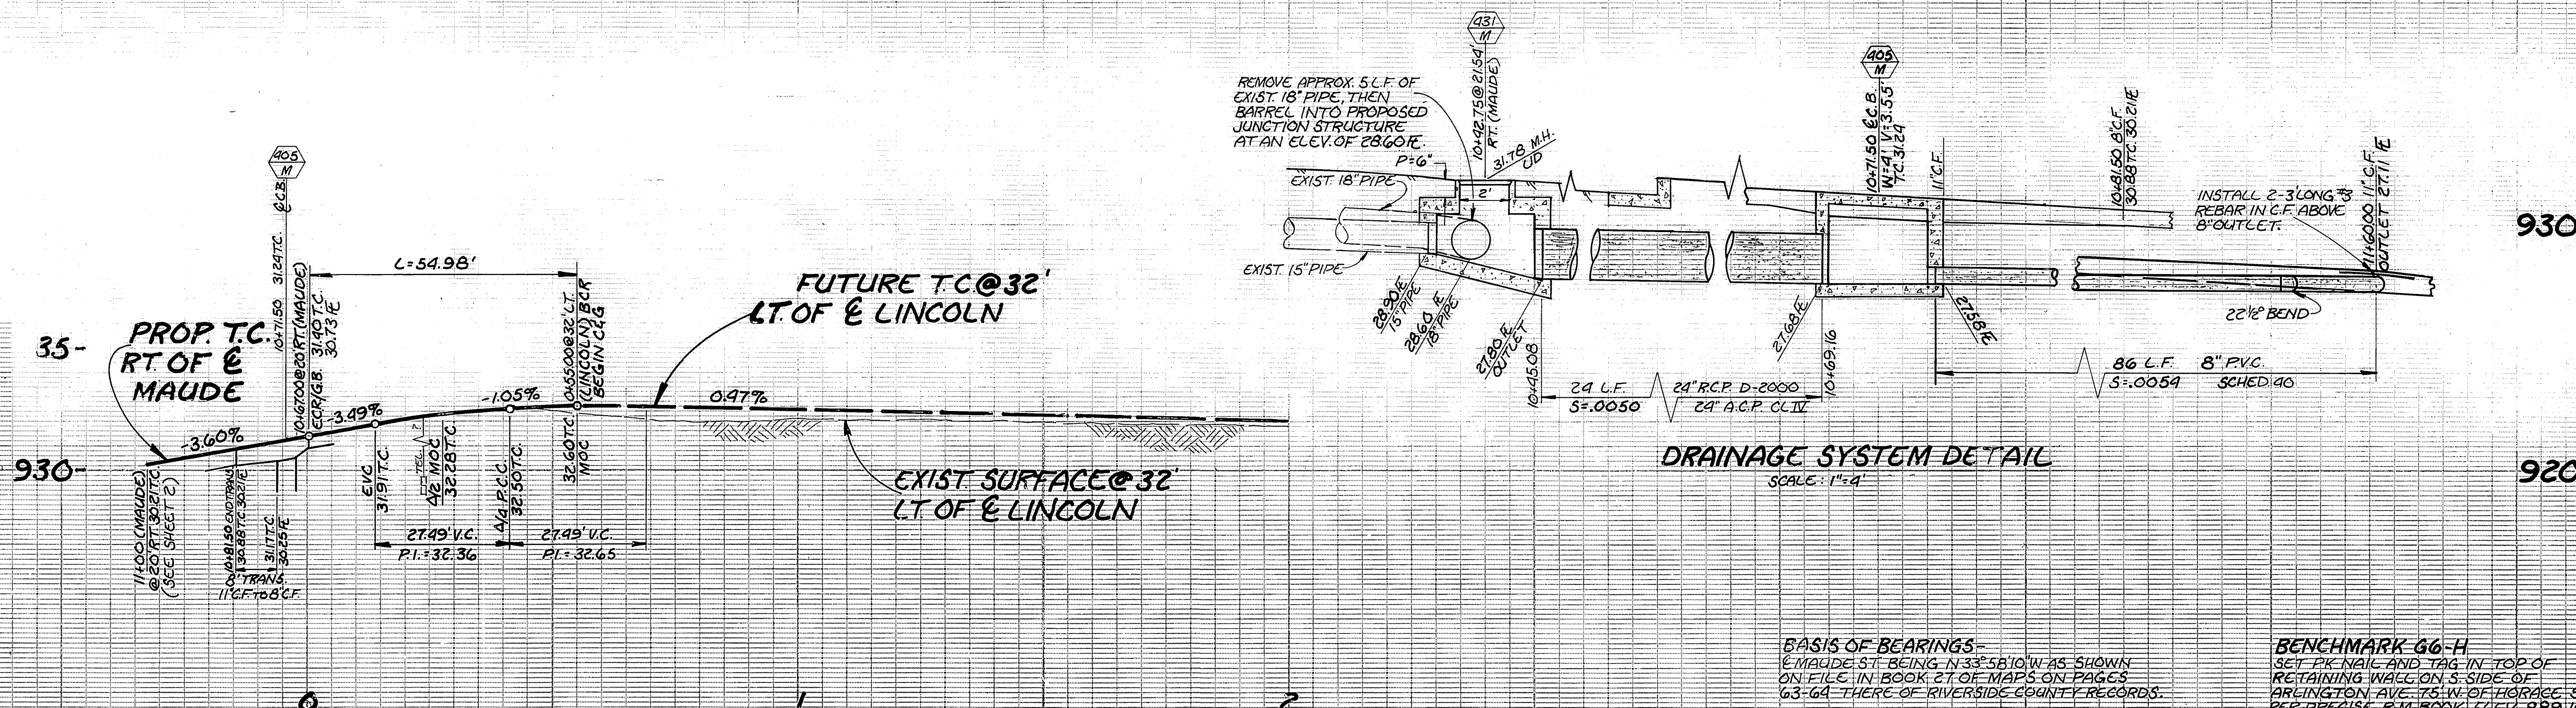 405
M
10+71.50 31.24 T.C. ℄ C.B.
10+67.00@20' RT. (MAUDE)
ECR/G.B. 31.40 T.C.
30.73 ℄
L=54.98'
FUTURE T.C.@32'
LT. OF ℄ LINCOLN
PROP. T.C.
RT. OF ℄
MAUDE
35-
930-
-3.60%
-3.49%
-1.05%
0.47%
0+55.00@32' LT.
(LINCOLN) BCR
BEGIN C&G
11+00 (MAUDE)
@20' RT. 30.21 T.C.
(SEE SHEET 2)
10+81.50 END TRANS.
30.88 T.C. 30.21 FL
31.17 T.C.
30.25 FL
8' TRANS.
11" C.F. TO 8" C.F.
EVC
31.91 T.C.
TEL.
Δ/2 MOC
32.28 T.C.
Δ/4 P.C.C.
32.50 T.C.
32.60 T.C.
MOC
27.49' V.C.
P.I.=32.36
27.49' V.C.
P.I.=32.65
EXIST. SURFACE@32'
LT. OF ℄ LINCOLN
0
1
2
REMOVE APPROX. 5 L.F. OF
EXIST. 18" PIPE, THEN
BARREL INTO PROPOSED
JUNCTION STRUCTURE
AT AN ELEV. OF 28.60 FL.
431
M
10+42.75@21.54'
RT. (MAUDE)
31.78 M.H.
LID
P=6"
2'
EXIST. 18" PIPE
EXIST. 15" PIPE
28.90 FL
15" PIPE
28.60 FL
18" PIPE
27.80 FL
OUTLET
10+45.08
24 L.F. 24" R.C.P. D-2000
S=.0050 24" A.C.P. CL IV
27.68 FL
10+69.16
405
M
10+71.50 ℄ C.B.
W=4' V=3.55'
T.C. 31.24
11" C.F.
27.58 FL
10+81.50 8" C.F.
30.88 T.C. 30.21 FL
INSTALL 2-3' LONG #3
REBAR IN C.F. ABOVE
8" OUTLET.
11+60.00 11" C.F.
OUTLET 27.11 FL
22 1/2° BEND
86 L.F. 8" P.V.C.
S=.0054 SCHED 40
DRAINAGE SYSTEM DETAIL
SCALE: 1"=4'
930
920
BASIS OF BEARINGS-
℄ MAUDE ST. BEING N 33°58'10"W AS SHOWN
ON FILE IN BOOK 27 OF MAPS ON PAGES
63-64 THERE OF RIVERSIDE COUNTY RECORDS.
BENCHMARK G6-H
SET P.K. NAIL AND TAG IN TOP OF
RETAINING WALL ON S. SIDE OF
ARLINGTON AVE. 75' W. OF HORACE